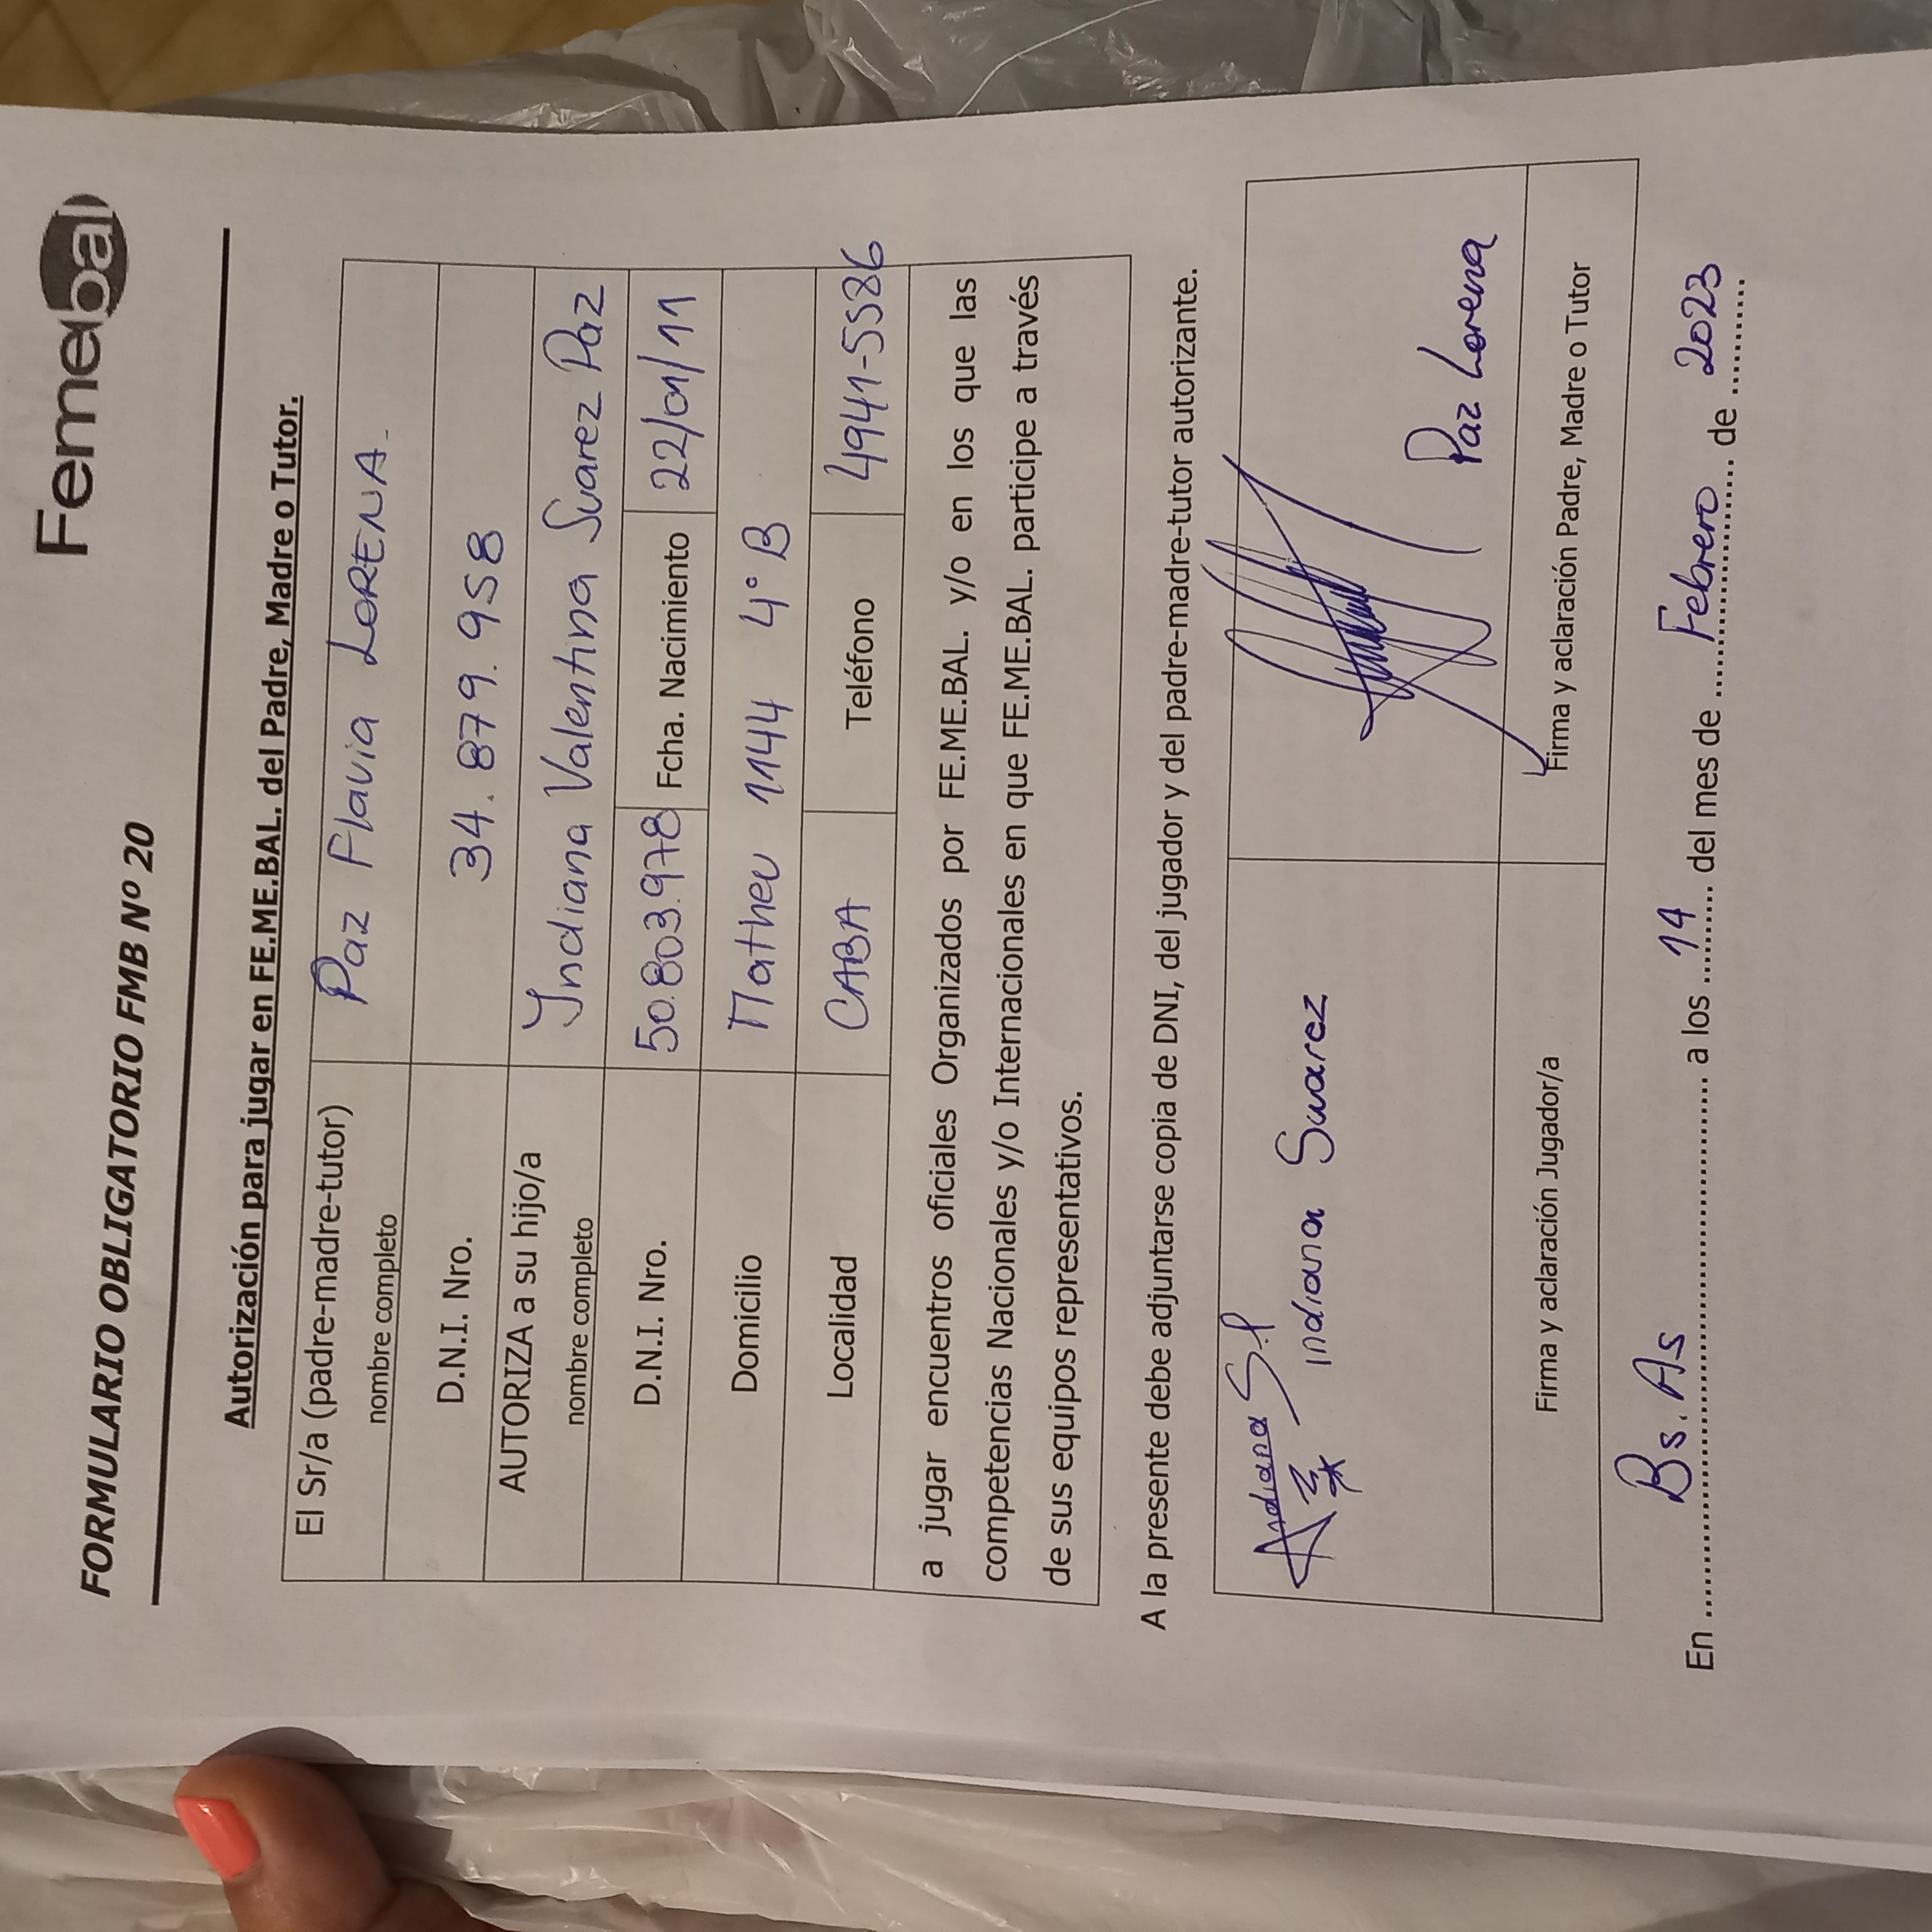 Femebal
FORMULARIO OBLIGATORIO FMB Nº 20
Autorización para jugar en FE.ME.BAL. del Padre, Madre o Tutor.
El Sr/a (padre-madre-tutor) nombre completo Paz Flavia LORENA
D.N.I. Nro. 34.879.958
AUTORIZA a su hijo/a nombre completo Indiana Valentina Suarez Paz
D.N.I. Nro. 50.803.978 Fcha. Nacimiento 22/01/11
Domicilio Matheu 1144 4° B
Localidad CABA Teléfono 4941-5586
a jugar encuentros oficiales Organizados por FE.ME.BAL. y/o en los que las
competencias Nacionales y/o Internacionales en que FE.ME.BAL. participe a través
de sus equipos representativos.
A la presente debe adjuntarse copia de DNI, del jugador y del padre-madre-tutor autorizante.
Indiana S.P
Indiana Suarez
Paz Lorena
Firma y aclaración Jugador/a Firma y aclaración Padre, Madre o Tutor
En Bs. As a los 14 del mes de Febrero de 2023